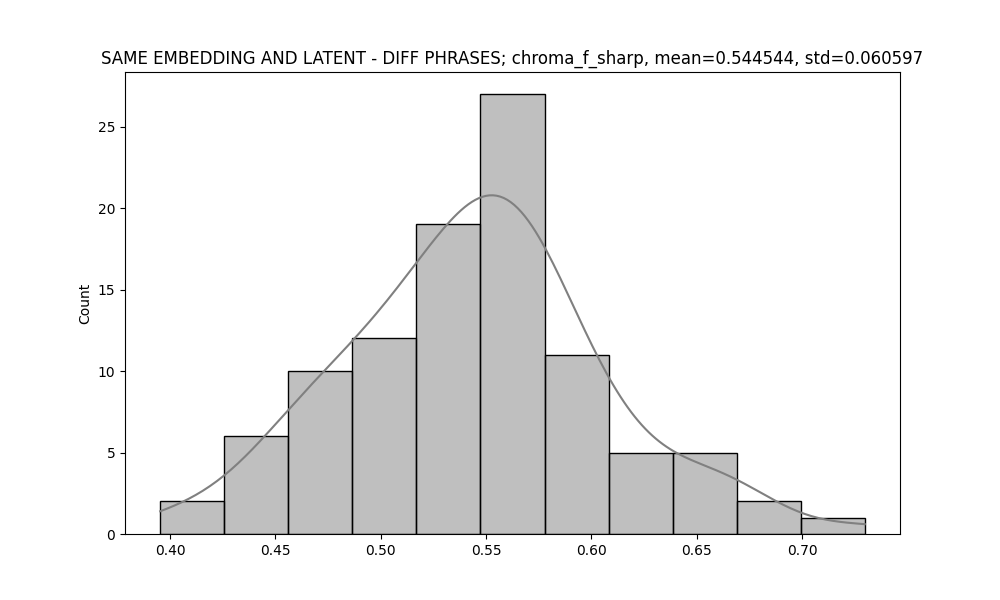 SAME EMBEDDING AND LATENT - DIFF PHRASES; chroma_f_sharp, mean=0.544544, std=0.060597
25
20
15
10
5
0
Count
0.40 0.45 0.50 0.55 0.60 0.65 0.70